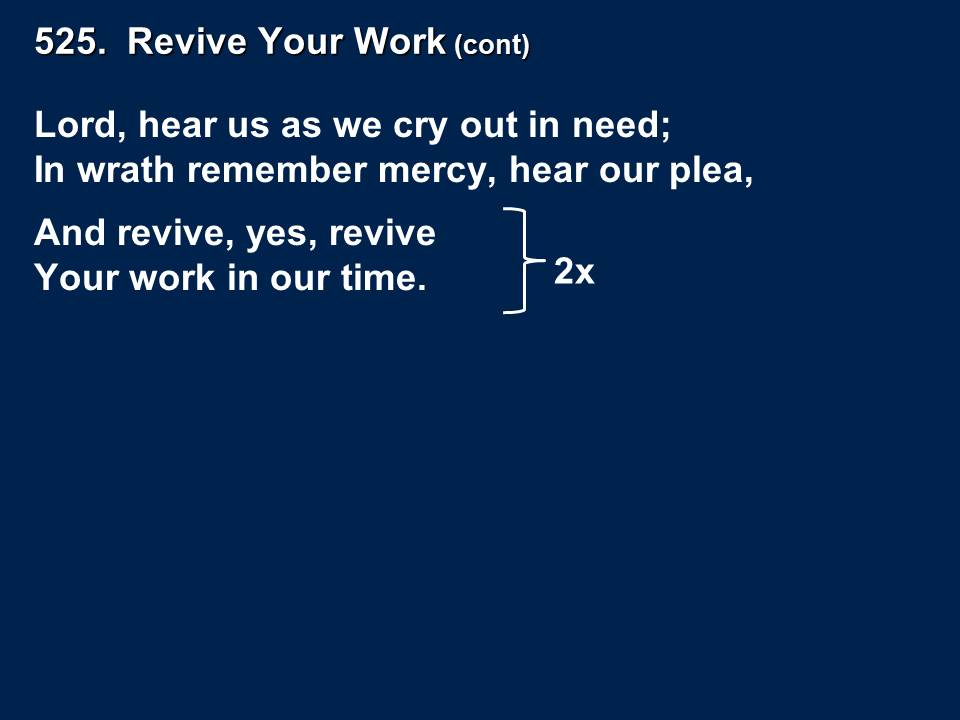 525.  Revive Your Work (cont)
Lord, hear us as we cry out in need;
In wrath remember mercy, hear our plea,
And revive, yes, revive
Your work in our time.
2x